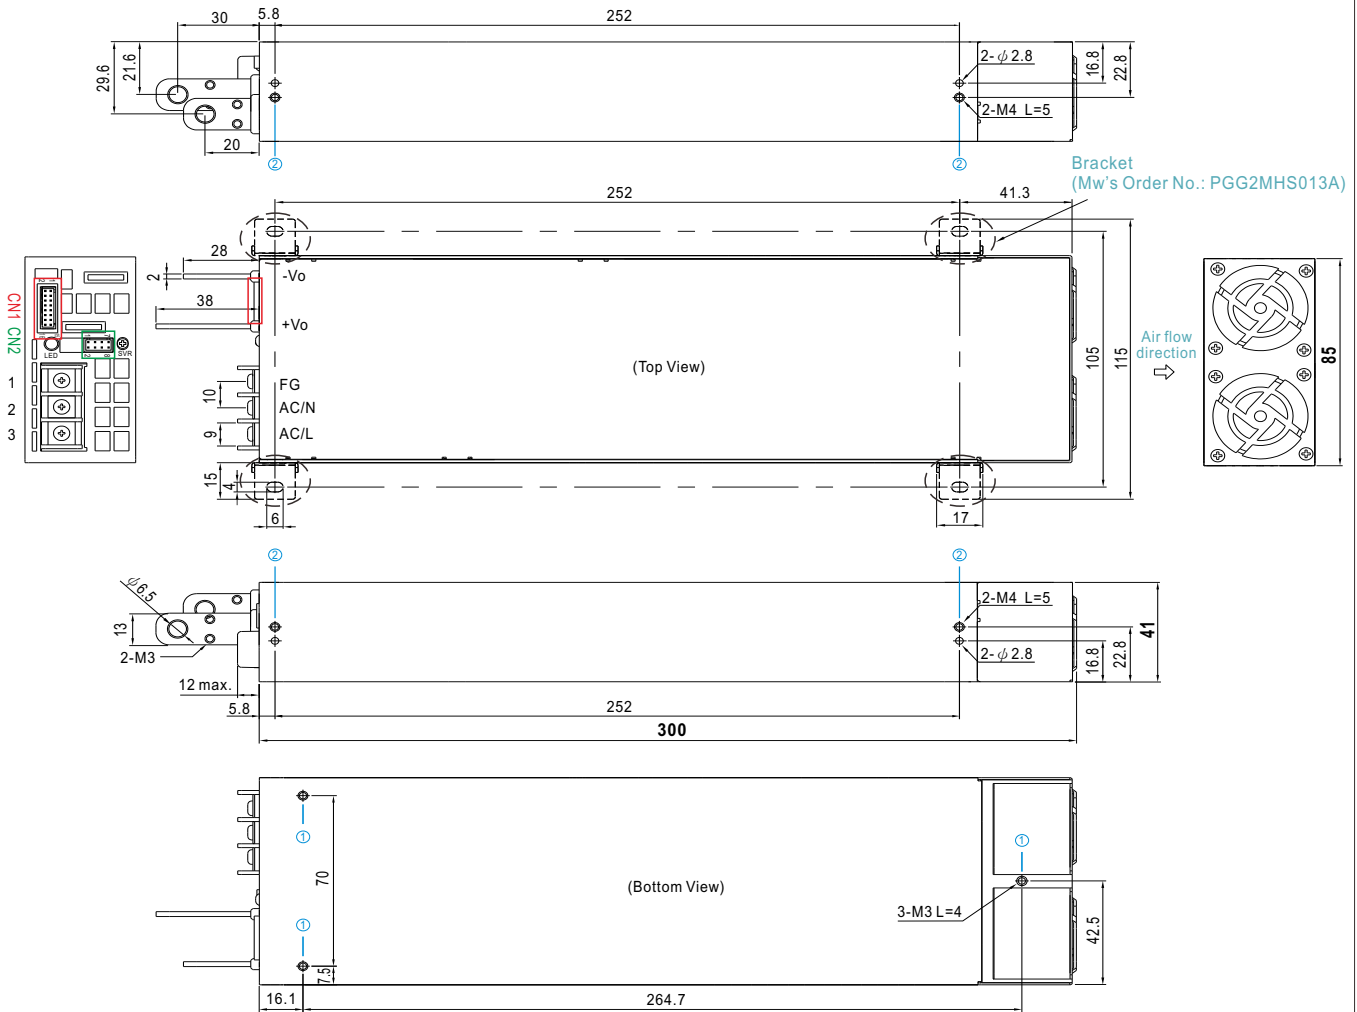 30
5.8
252
29.6
21.6
20
2-φ2.8
2-M4 L=5
16.8
22.8
②
②
Bracket
(Mw's Order No.: PGG2MHS013A)
252
41.3
28
2
38
-Vo
+Vo
(Top View)
FG
AC/N
AC/L
10
9
15
4
6
17
105
115
CN1 CN2
LED
SVR
1
2
3
Air flow
direction
85
②
②
φ6.5
13
2-M3
12 max.
5.8
252
300
2-M4 L=5
2-φ2.8
16.8
22.8
41
①
①
①
70
7.5
(Bottom View)
3-M3 L=4
42.5
16.1
264.7